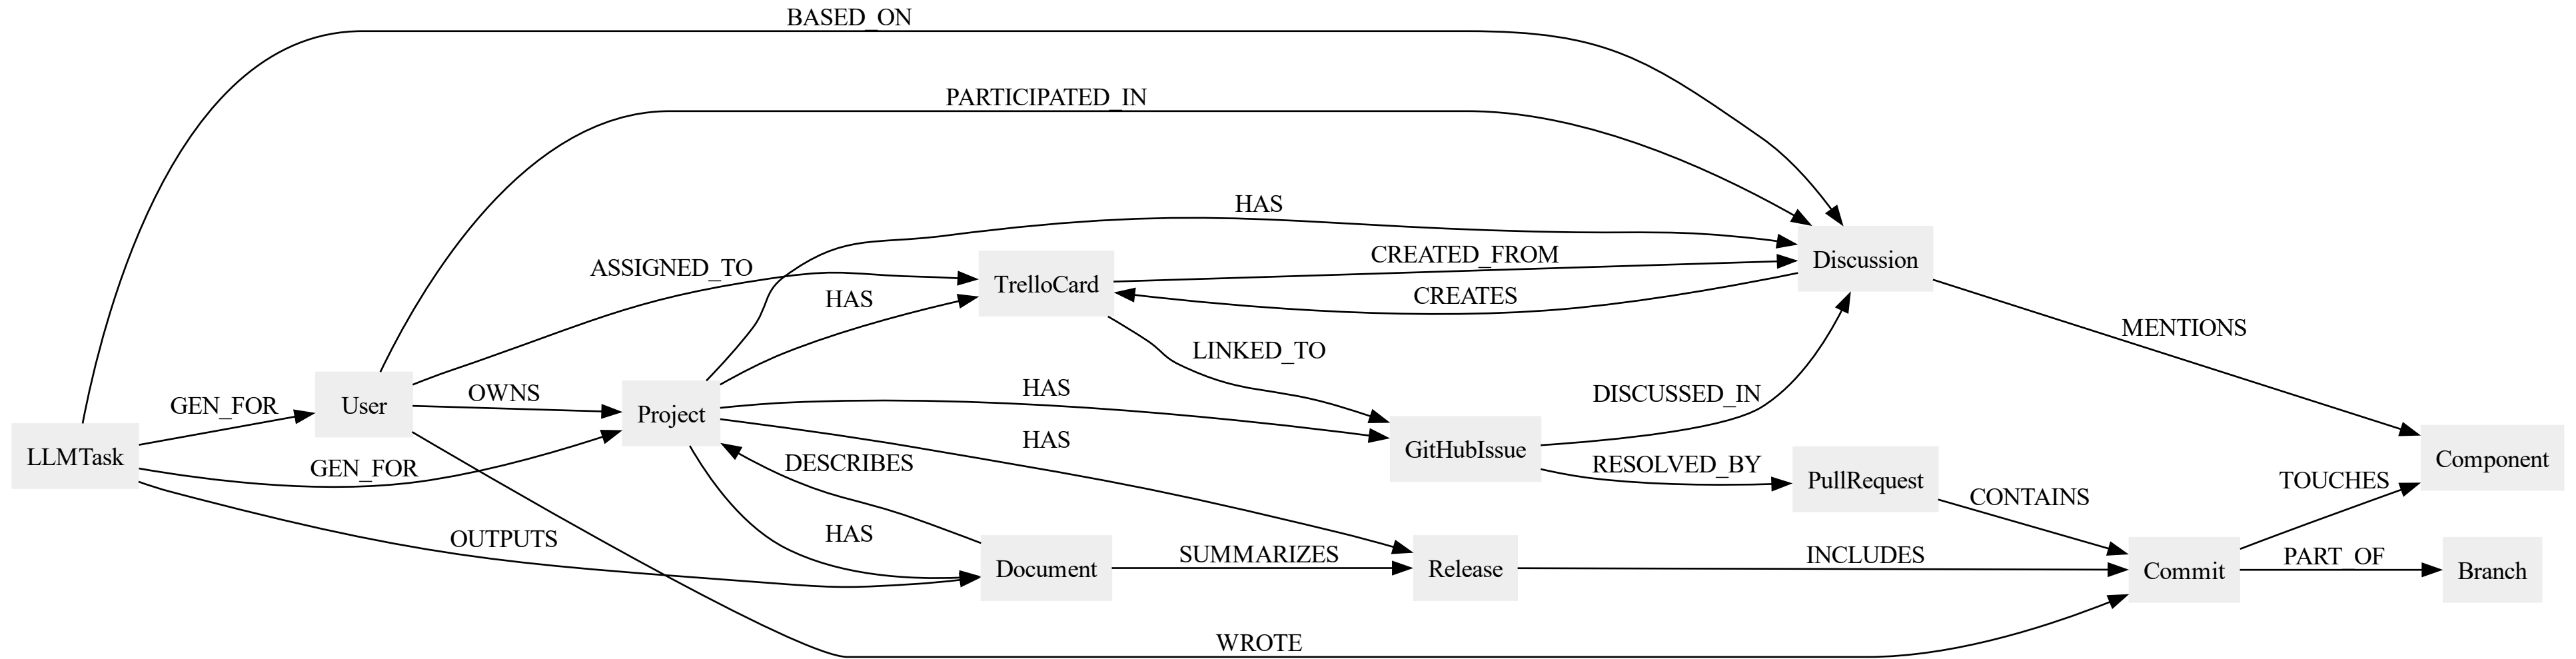 BASED_ON
PARTICIPATED_IN
HAS
CREATED_FROM
Discussion
ASSIGNED_TO
TrelloCard
HAS
CREATES
MENTIONS
LINKED_TO
GEN_FOR
User
OWNS
Project
HAS
DISCUSSED_IN
LLMTask
GEN_FOR
HAS
GitHubIssue
DESCRIBES
RESOLVED_BY
PullRequest
Component
TOUCHES
CONTAINS
OUTPUTS
HAS
Document
SUMMARIZES
Release
INCLUDES
Commit
PART_OF
Branch
WROTE